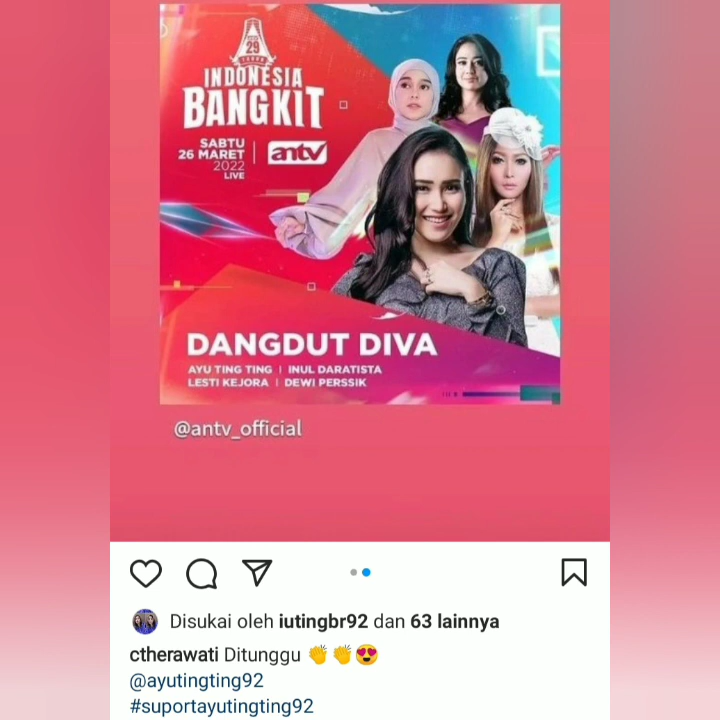 29
TAHUN
INDONESIA
BANGKIT
SABTU
26 MARET
2022
LIVE
antv
DANGDUT DIVA
AYU TING TING | INUL DARATISTA
LESTI KEJORA | DEWI PERSSIK
@antv_official
Disukai oleh iutingbr92 dan 63 lainnya
ctherawati Ditunggu 👏👏😍
@ayutingting92
#suportayutingting92